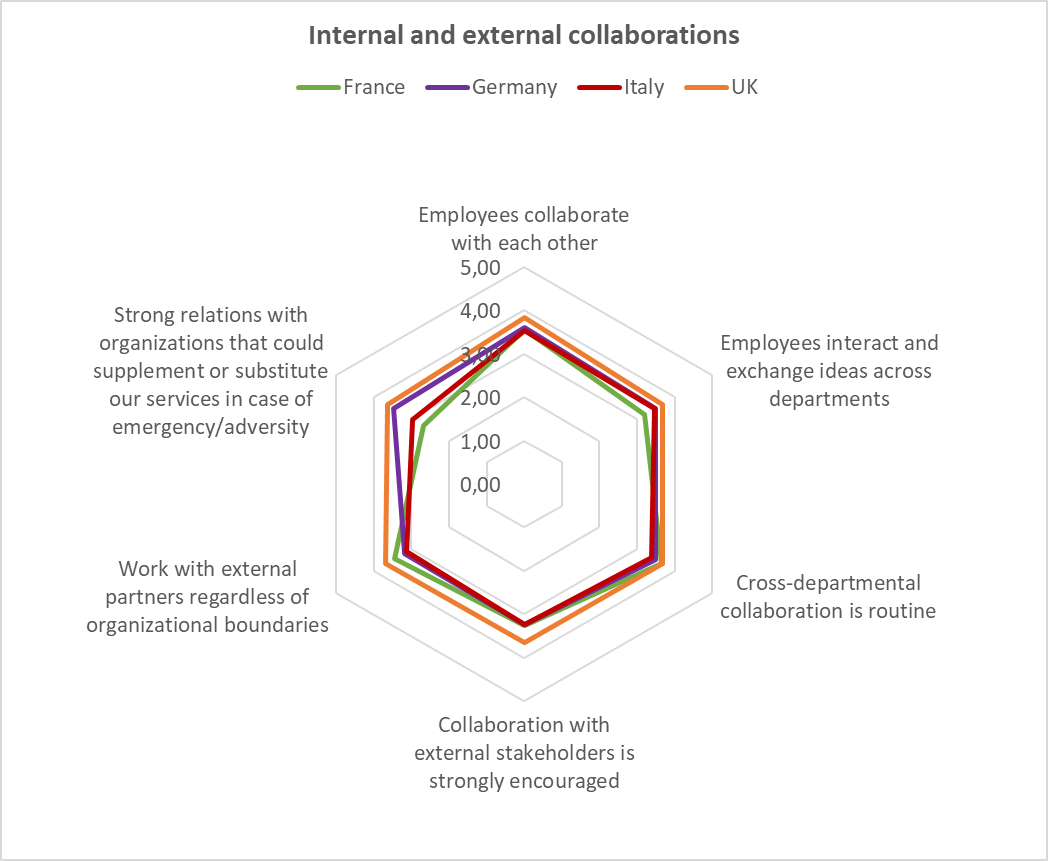 Internal and external collaborations
France Germany Italy UK
Employees collaborate
with each other
5,00
4,00
3,00
2,00
1,00
0,00
Employees interact and
exchange ideas across
departments
Cross-departmental
collaboration is routine
Collaboration with
external stakeholders is
strongly encouraged
Work with external
partners regardless of
organizational boundaries
Strong relations with
organizations that could
supplement or substitute
our services in case of
emergency/adversity